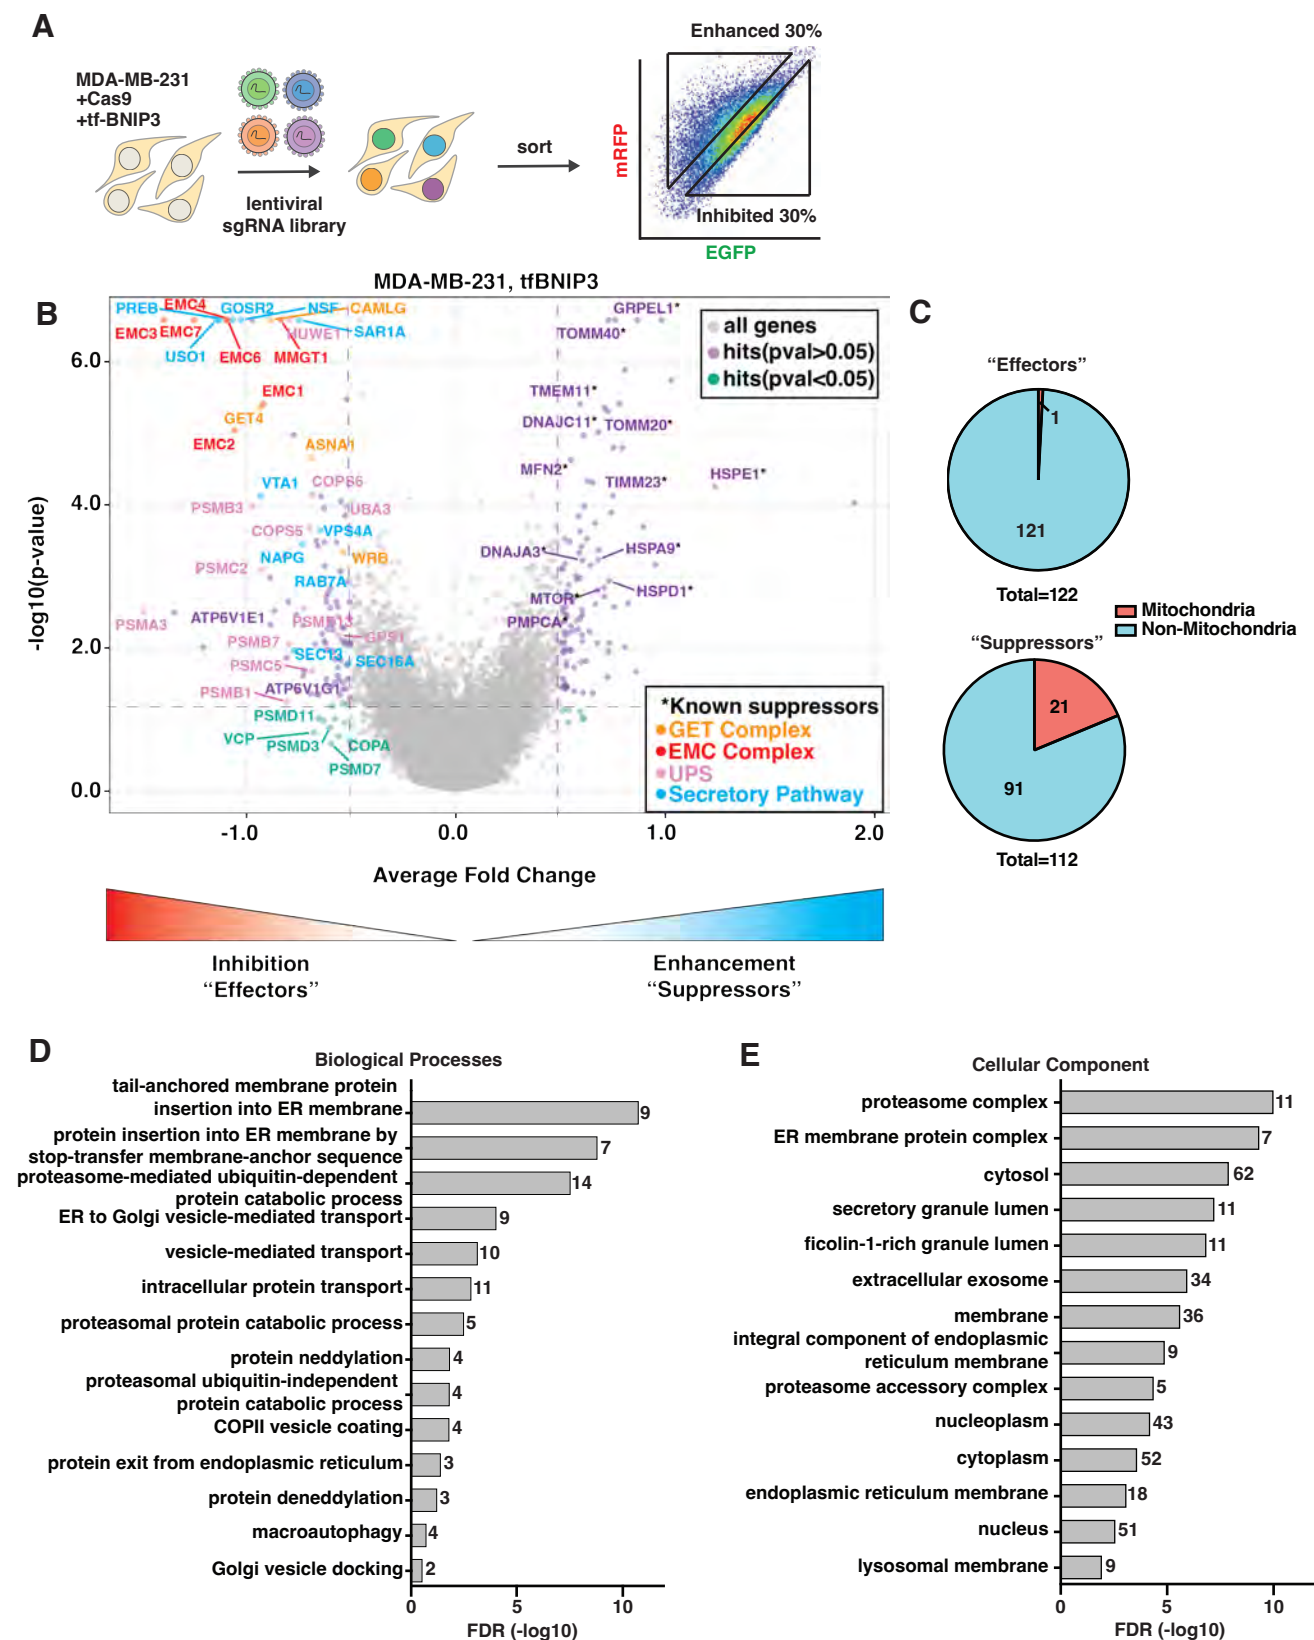 A
MDA-MB-231
+Cas9
+tf-BNIP3
lentiviral
sgRNA library
sort
Enhanced 30%
mRFP
Inhibited 30%
EGFP
B
MDA-MB-231, tfBNIP3
PREB
EMC4
GOSR2
NSF
CAMLG
EMC3
EMC7
HUWE1
SAR1A
USO1
EMC6
MMGT1
EMC1
GET4
EMC2
ASNA1
VTA1
COPS6
PSMB3
UBA3
COPS5
VPS4A
NAPG
WRB
PSMC2
RAB7A
PSMA3
ATP6V1E1
PSMF13
PSMB7
GPS1
SEC13
SEC16A
PSMC5
PSMB1
ATP6V1G1
PSMD11
VCP
PSMD3
COPA
PSMD7
GRPEL1*
TOMM40*
TMEM11*
DNAJC11*
TOMM20*
MFN2*
TIMM23*
HSPE1*
DNAJA3*
HSPA9*
HSPD1*
MTOR*
PMPCA*
all genes
hits(pval>0.05)
hits(pval<0.05)
*Known suppressors
GET Complex
EMC Complex
UPS
Secretory Pathway
-log10(p-value)
6.0
4.0
2.0
0.0
-1.0
0.0
1.0
2.0
Average Fold Change
Inhibition
“Effectors”
Enhancement
“Suppressors”
C
“Effectors”
1
121
Total=122
Mitochondria
Non-Mitochondria
“Suppressors”
21
91
Total=112
D
Biological Processes
tail-anchored membrane protein
insertion into ER membrane 9
protein insertion into ER membrane by
stop-transfer membrane-anchor sequence 7
proteasome-mediated ubiquitin-dependent
protein catabolic process 14
ER to Golgi vesicle-mediated transport 9
vesicle-mediated transport 10
intracellular protein transport 11
proteasomal protein catabolic process 5
protein neddylation 4
proteasomal ubiquitin-independent
protein catabolic process 4
COPII vesicle coating 4
protein exit from endoplasmic reticulum 3
protein deneddylation 3
macroautophagy 4
Golgi vesicle docking 2
0 5 10
FDR (-log10)
E
Cellular Component
proteasome complex 11
ER membrane protein complex 7
cytosol 62
secretory granule lumen 11
ficolin-1-rich granule lumen 11
extracellular exosome 34
membrane 36
integral component of endoplasmic
reticulum membrane 9
proteasome accessory complex 5
nucleoplasm 43
cytoplasm 52
endoplasmic reticulum membrane 18
nucleus 51
lysosomal membrane 9
0 5 10
FDR (-log10)